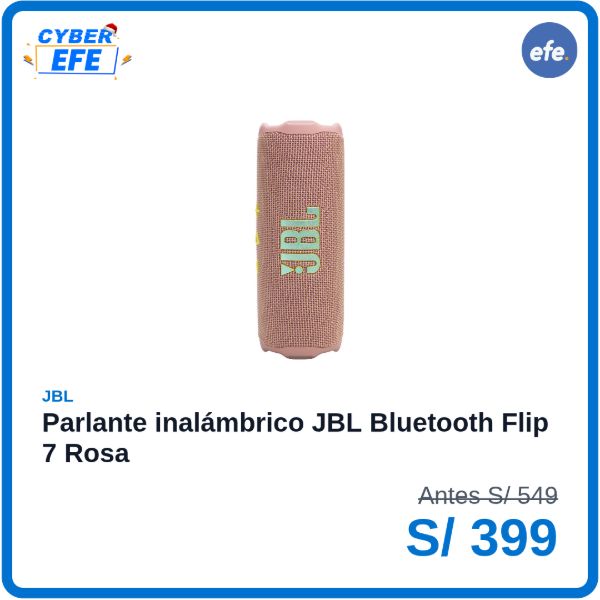 CYBER
EFE
efe.
JBL
JBL
Parlante inalámbrico JBL Bluetooth Flip
7 Rosa
Antes S/ 549
S/ 399